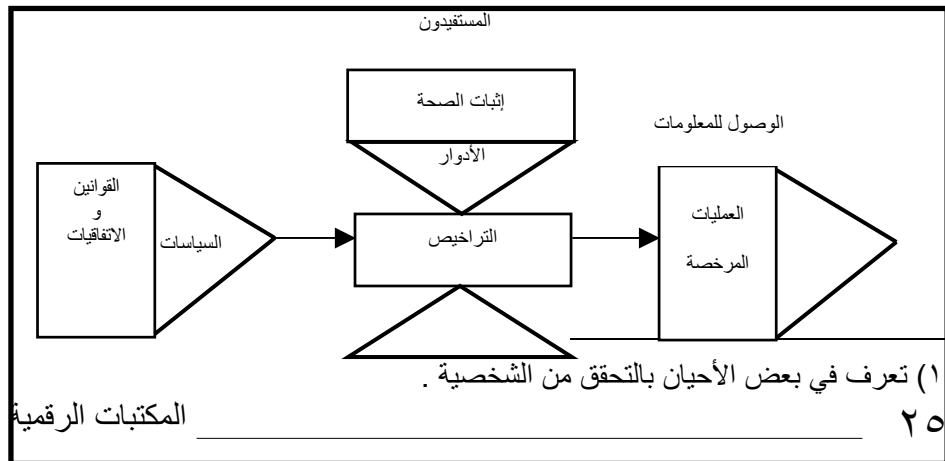 المستفيدون
إثبات الصحة
الأدوار
الوصول للمعلومات
القوانين
و
الاتفاقيات
السياسات
التراخيص
العمليات
المرخصة
١) تعرف في بعض الأحيان بالتحقق من الشخصية .
٢٥ المكتبات الرقمية